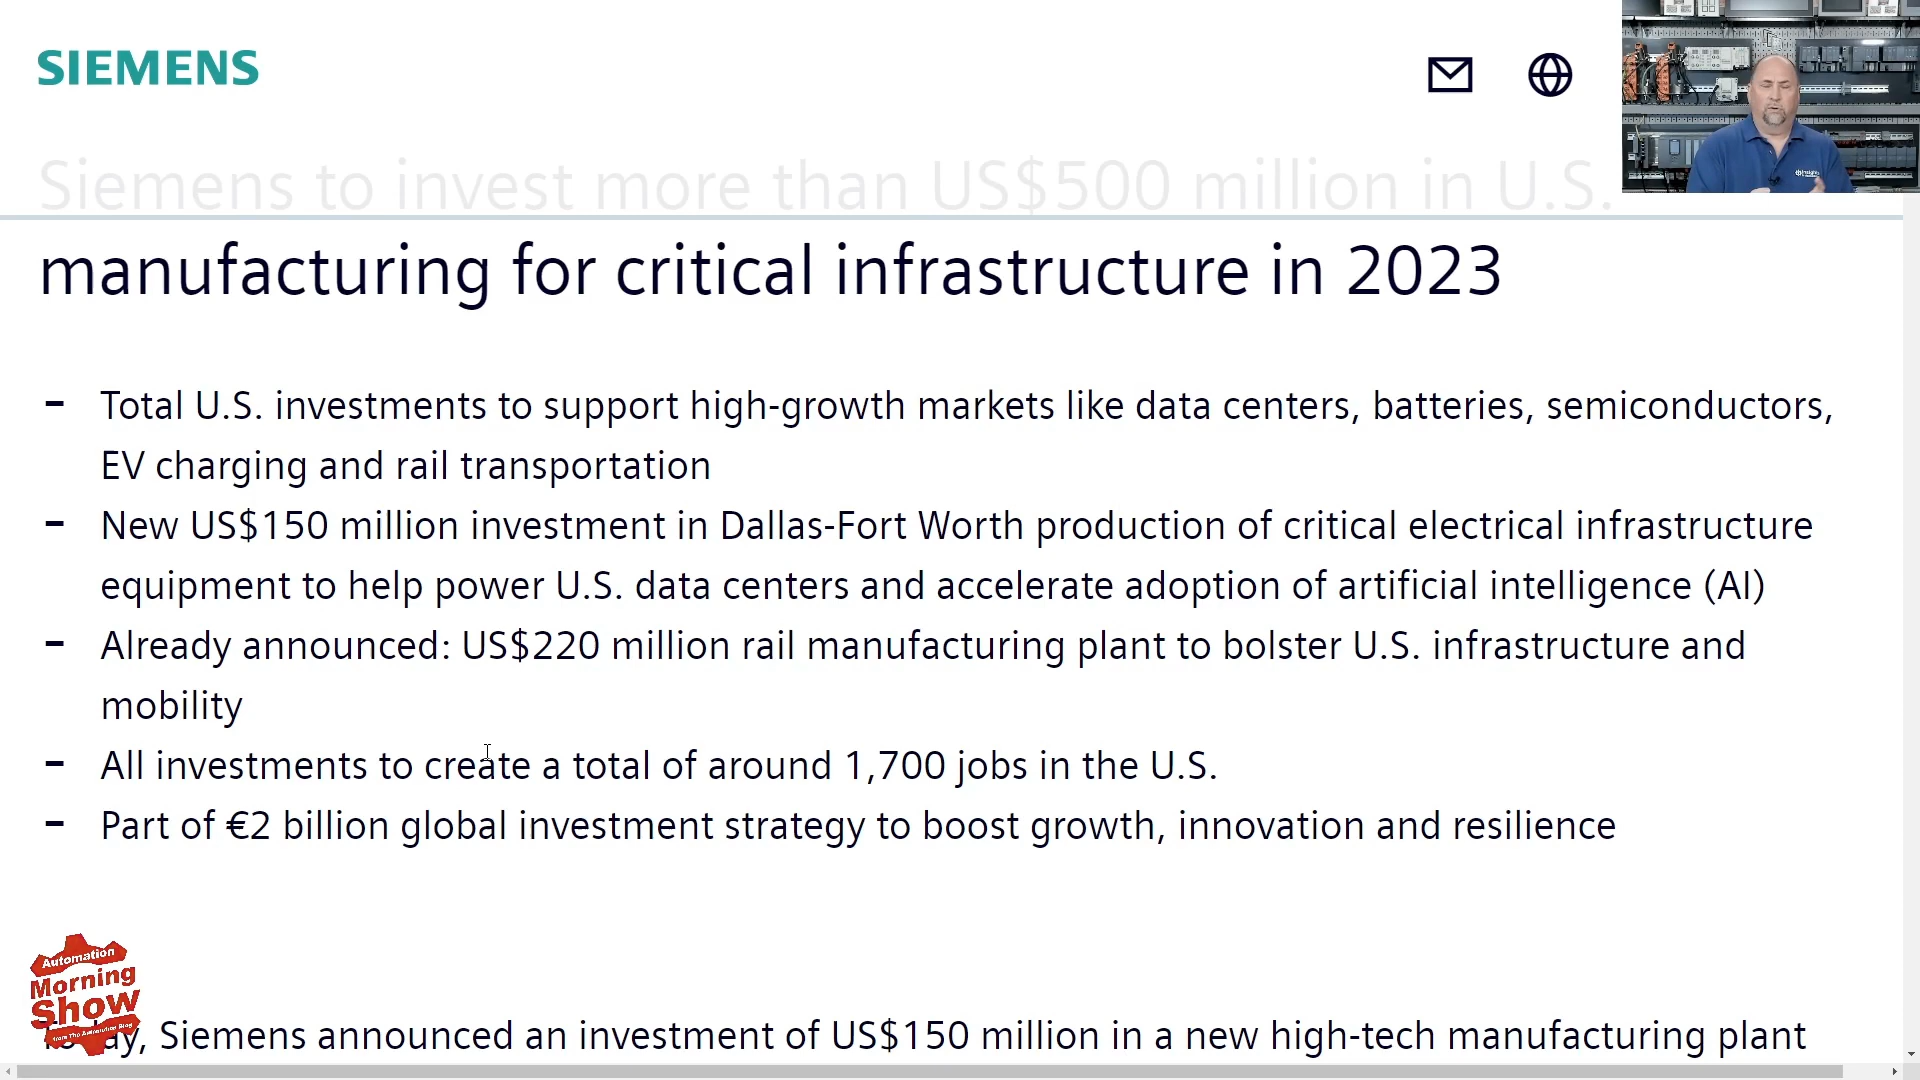 SIEMENS
Siemens to invest more than US$500 million in U.S.
manufacturing for critical infrastructure in 2023
- Total U.S. investments to support high-growth markets like data centers, batteries, semiconductors,
EV charging and rail transportation
- New US$150 million investment in Dallas-Fort Worth production of critical electrical infrastructure
equipment to help power U.S. data centers and accelerate adoption of artificial intelligence (AI)
- Already announced: US$220 million rail manufacturing plant to bolster U.S. infrastructure and
mobility
- All investments to create a total of around 1,700 jobs in the U.S.
- Part of €2 billion global investment strategy to boost growth, innovation and resilience
Automation
Morning
Show
from The Automation Blog
Today, Siemens announced an investment of US$150 million in a new high-tech manufacturing plant